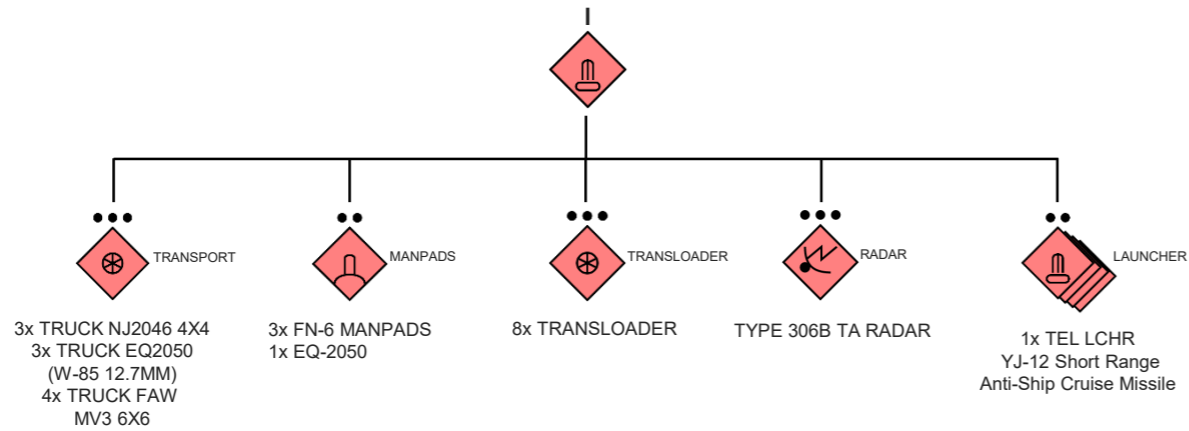 TRANSPORT
MANPADS
TRANSLOADER
RADAR
LAUNCHER
3x TRUCK NJ2046 4X4
3x TRUCK EQ2050
(W-85 12.7MM)
4x TRUCK FAW
MV3 6X6
3x FN-6 MANPADS
1x EQ-2050
8x TRANSLOADER
TYPE 306B TA RADAR
1x TEL LCHR
YJ-12 Short Range
Anti-Ship Cruise Missile